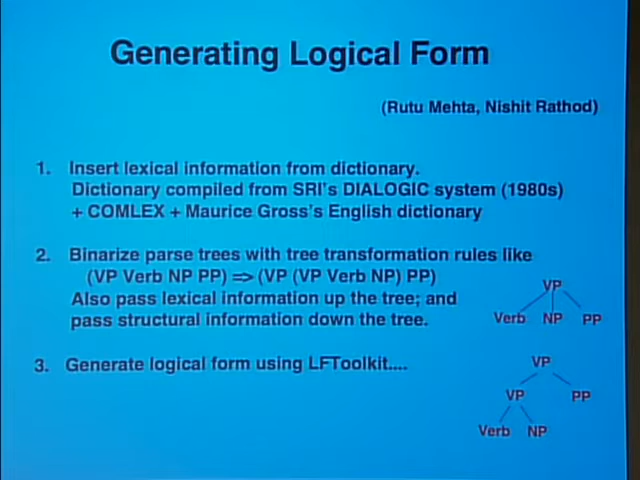 Generating Logical Form
(Rutu Mehta, Nishit Rathod)
1. Insert lexical information from dictionary.
Dictionary compiled from SRI's DIALOGIC system (1980s)
+ COMLEX + Maurice Gross's English dictionary
2. Binarize parse trees with tree transformation rules like
(VP Verb NP PP) => (VP (VP Verb NP) PP)
Also pass lexical information up the tree; and
pass structural information down the tree.
VP
Verb NP PP
3. Generate logical form using LFToolkit....
VP
VP PP
Verb NP